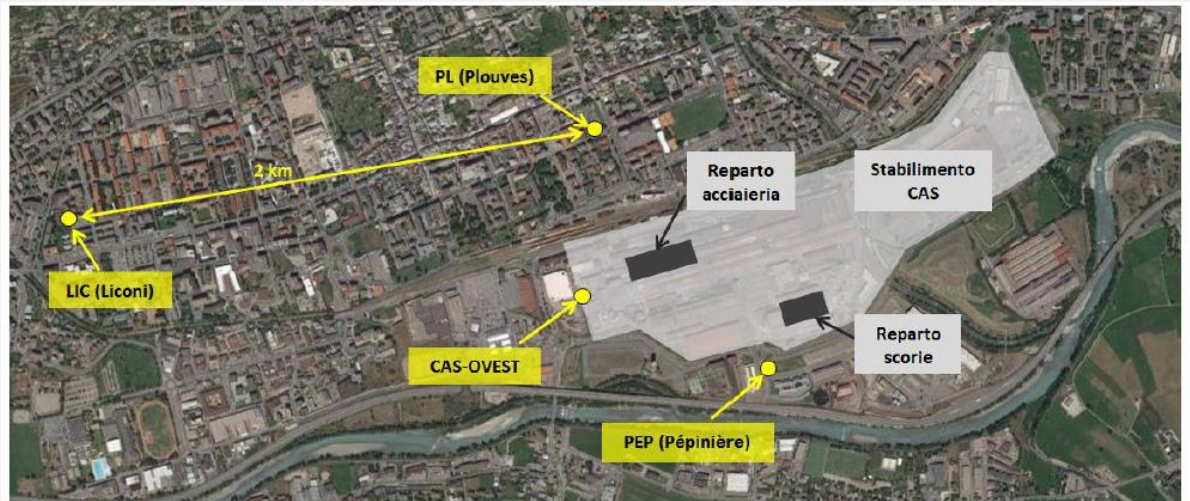 PL (Plouves)
2 km
Reparto
acciaieria
Stabilimento
CAS
LIC (Liconi)
CAS-OVEST
Reparto
scorie
PEP (Pépinière)